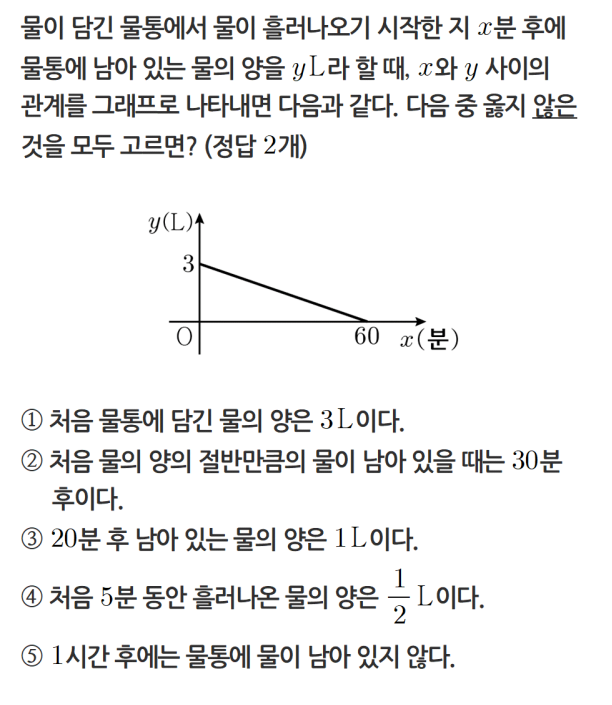 물이 담긴 물통에서 물이 흘러나오기 시작한 지 x분 후에
물통에 남아 있는 물의 양을 y L라 할 때, x와 y 사이의
관계를 그래프로 나타내면 다음과 같다. 다음 중 옳지 않은
것을 모두 고르면? (정답 2개)
y(L)
3
O
60
x(분)
① 처음 물통에 담긴 물의 양은 3 L이다.
② 처음 물의 양의 절반만큼의 물이 남아 있을 때는 30분
후이다.
③ 20분 후 남아 있는 물의 양은 1 L이다.
④ 처음 5분 동안 흘러나온 물의 양은 1/2 L이다.
⑤ 1시간 후에는 물통에 물이 남아 있지 않다.